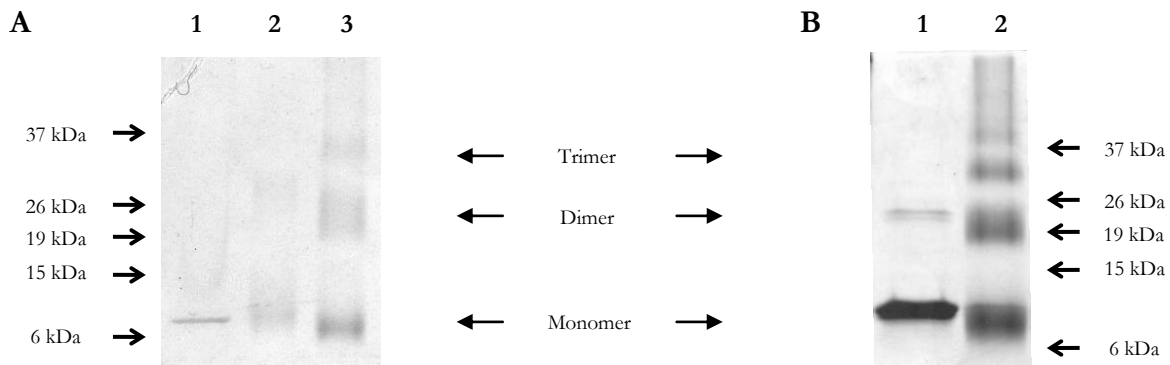 A
1 2 3
37 kDa
26 kDa
19 kDa
15 kDa
6 kDa
Trimer
Dimer
Monomer
B
1 2
37 kDa
26 kDa
19 kDa
15 kDa
6 kDa